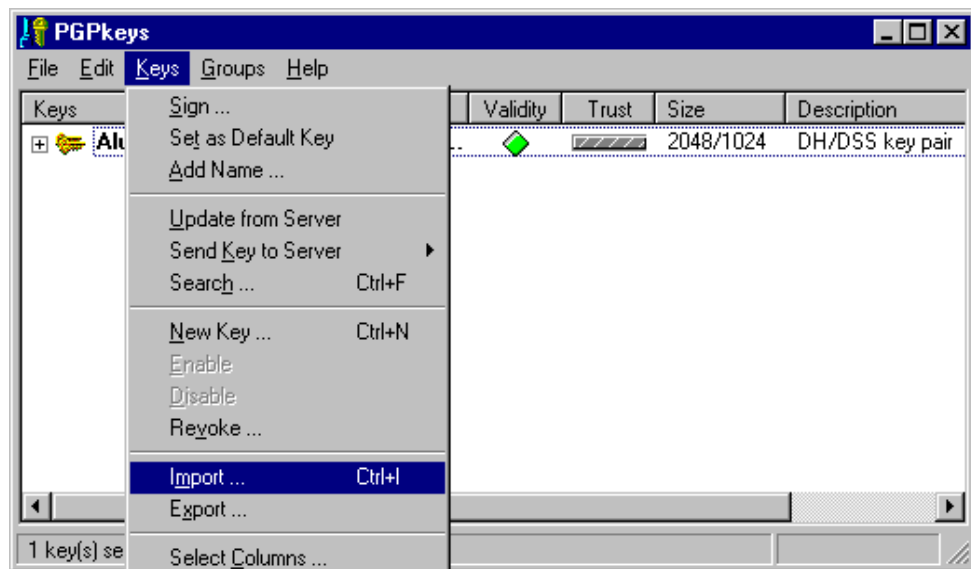 PGPkeys
File Edit Keys Groups Help
Keys Validity Trust Size Description
Alu .. 2048/1024 DH/DSS key pair
Sign ...
Set as Default Key
Add Name ...
Update from Server
Send Key to Server
Search ... Ctrl+F
New Key ... Ctrl+N
Enable
Disable
Revoke ...
Import ... Ctrl+I
Export ...
Select Columns ...
1 key(s) se